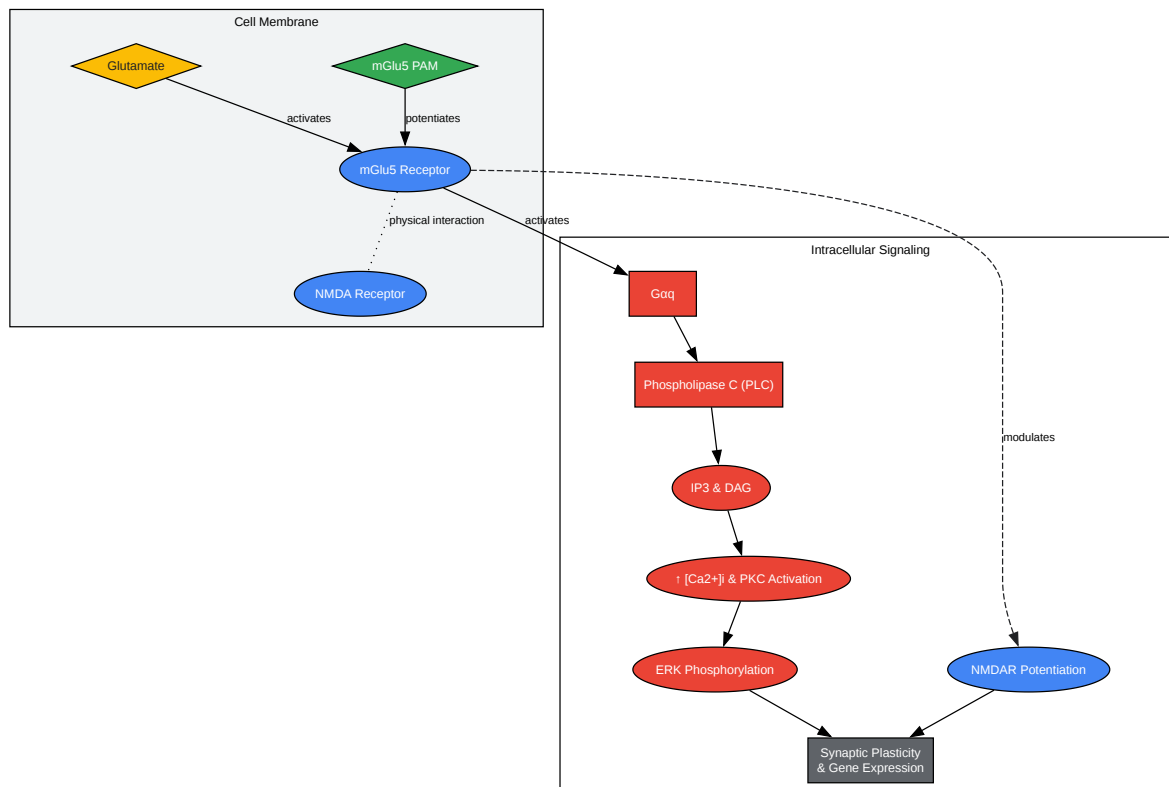 Cell Membrane
Glutamate
mGlu5 PAM
activates
potentiates
mGlu5 Receptor
physical interaction
activates
NMDA Receptor
Intracellular Signaling
Gαq
Phospholipase C (PLC)
modulates
IP3 & DAG
↑ [Ca2+]i & PKC Activation
ERK Phosphorylation
NMDAR Potentiation
Synaptic Plasticity
& Gene Expression